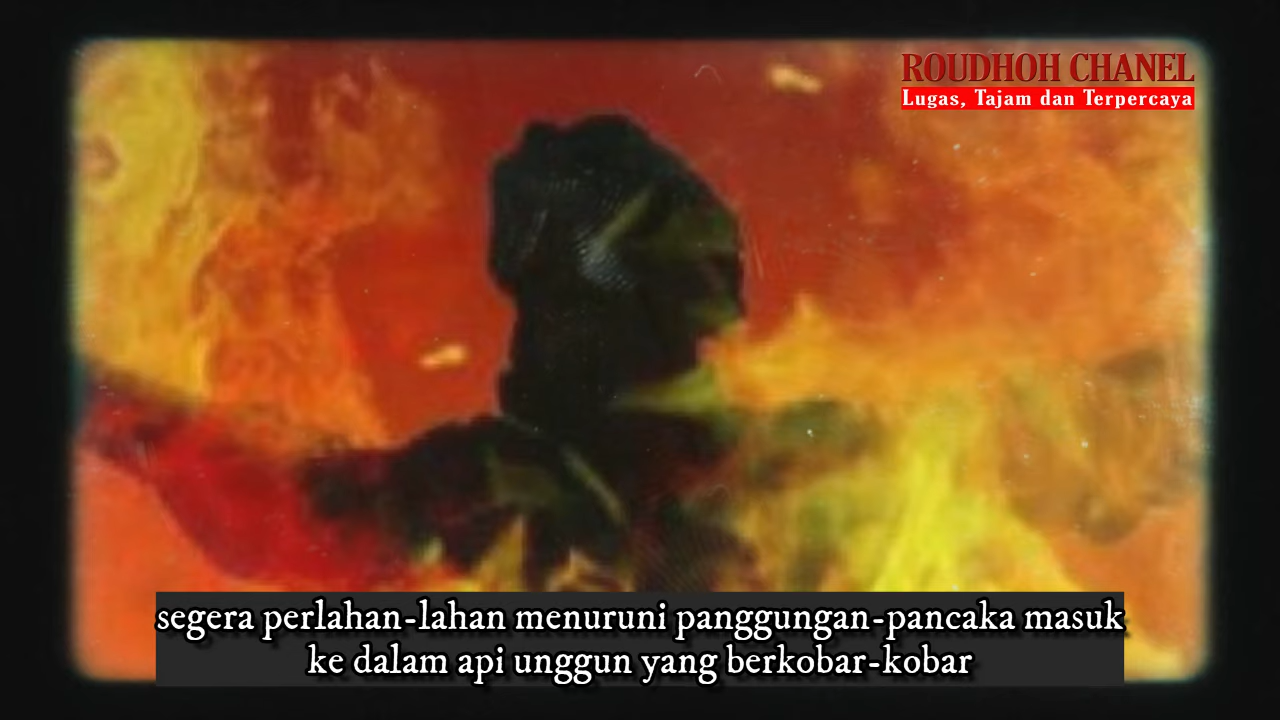 ROUDHOH CHANEL
Lugas, Tajam dan Terpercaya
segera perlahan-lahan menuruni panggungan-pancaka masuk
ke dalam api unggun yang berkobar-kobar